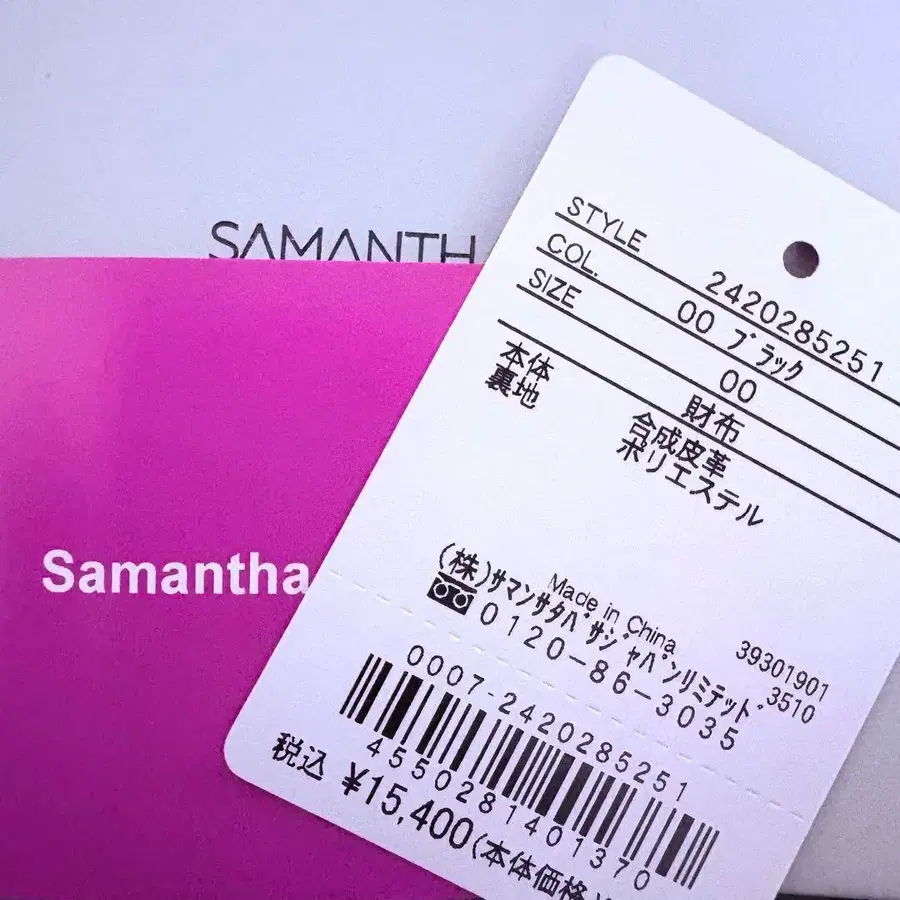 SAMANTH
Samantha
STYLE 2420285251
COL. 00 ブラック
SIZE 00
財布
本体 合成皮革
裏地 ポリエステル
Made in China
39301901
(株)サマンサタバサジャパンリミテッド 3510
0120-86-3035
0007-2420285251
4550281401370
税込 ¥15,400(本体価格